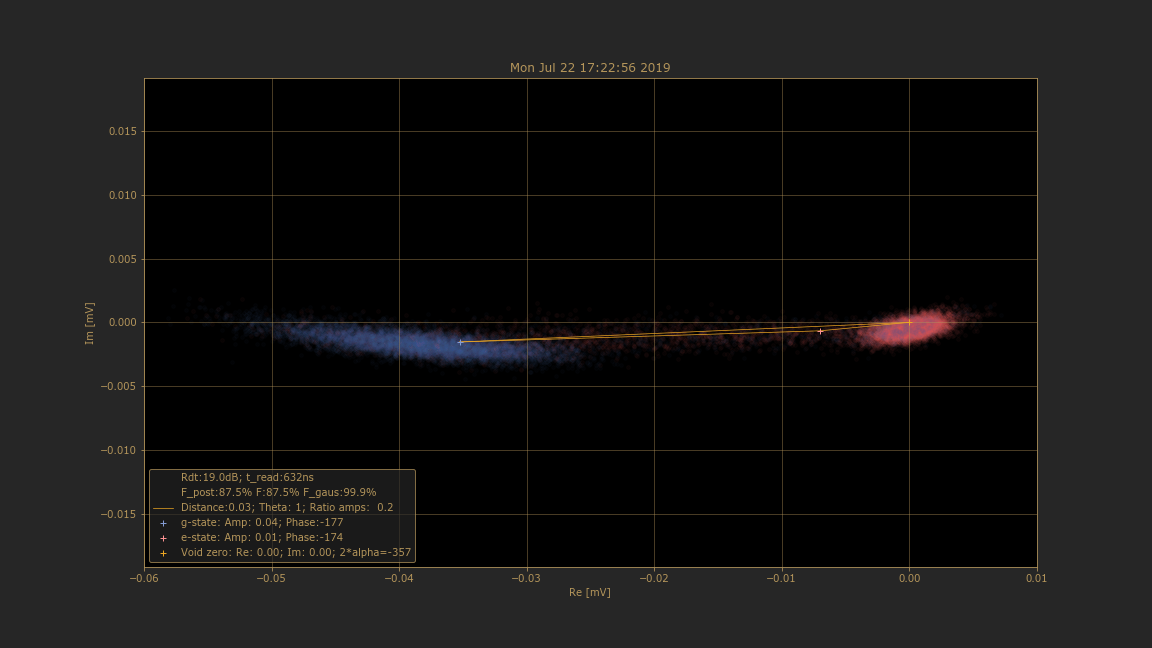 Mon Jul 22 17:22:56 2019
0.015
0.010
0.005
0.000
−0.005
−0.010
−0.015
Im [mV]
Rdt:19.0dB; t_read:632ns
F_post:87.5% F:87.5% F_gaus:99.9%
Distance:0.03; Theta: 1; Ratio amps:  0.2
g-state: Amp: 0.04; Phase:-177
e-state: Amp: 0.01; Phase:-174
Void zero: Re: 0.00; Im: 0.00; 2*alpha=-357
−0.06 −0.05 −0.04 −0.03 −0.02 −0.01 0.00 0.01
Re [mV]